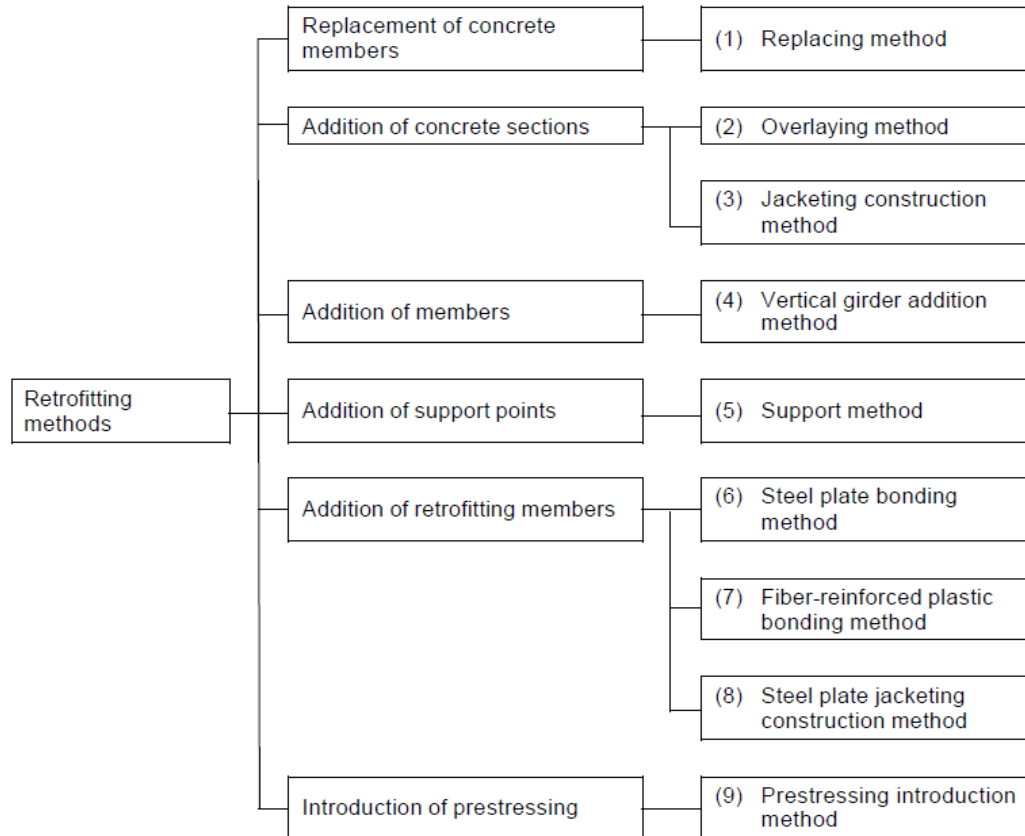 Replacement of concrete
members
(1) Replacing method
Addition of concrete sections
(2) Overlaying method
(3) Jacketing construction
method
Addition of members
(4) Vertical girder addition
method
Retrofitting
methods
Addition of support points
(5) Support method
Addition of retrofitting members
(6) Steel plate bonding
method
(7) Fiber-reinforced plastic
bonding method
(8) Steel plate jacketing
construction method
Introduction of prestressing
(9) Prestressing introduction
method